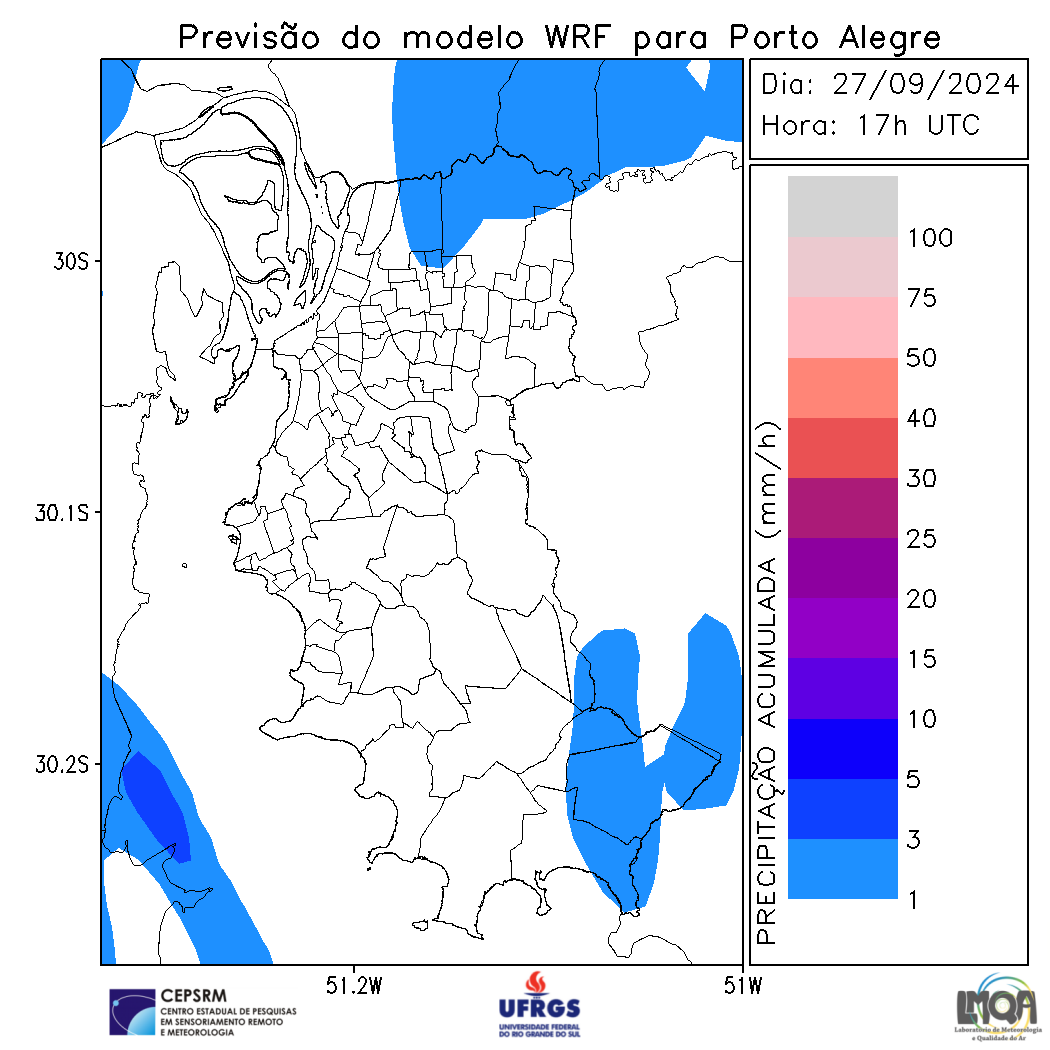 Previsão do modelo WRF para Porto Alegre
Dia: 27/09/2024
Hora: 17h UTC
30S
30.1S
30.2S
51.2W
51W
PRECIPITAÇÃO ACUMULADA (mm/h)
100
75
50
40
30
25
20
15
10
5
3
1
CEPSRM
CENTRO ESTADUAL DE PESQUISAS
EM SENSORIAMENTO REMOTO
E METEOROLOGIA
UFRGS
UNIVERSIDADE FEDERAL
DO RIO GRANDE DO SUL
LMQA
Laboratório de Meteorologia
e Qualidade do Ar